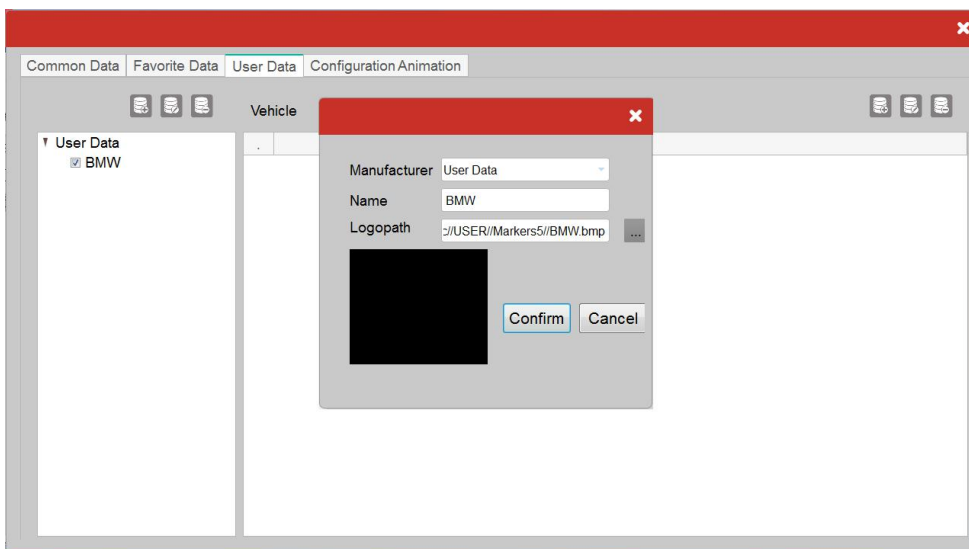 Common Data Favorite Data User Data Configuration Animation
Vehicle
User Data
BMW
Manufacturer User Data
Name BMW
Logopath ://USER//Markers5//BMW.bmp ...
Confirm Cancel